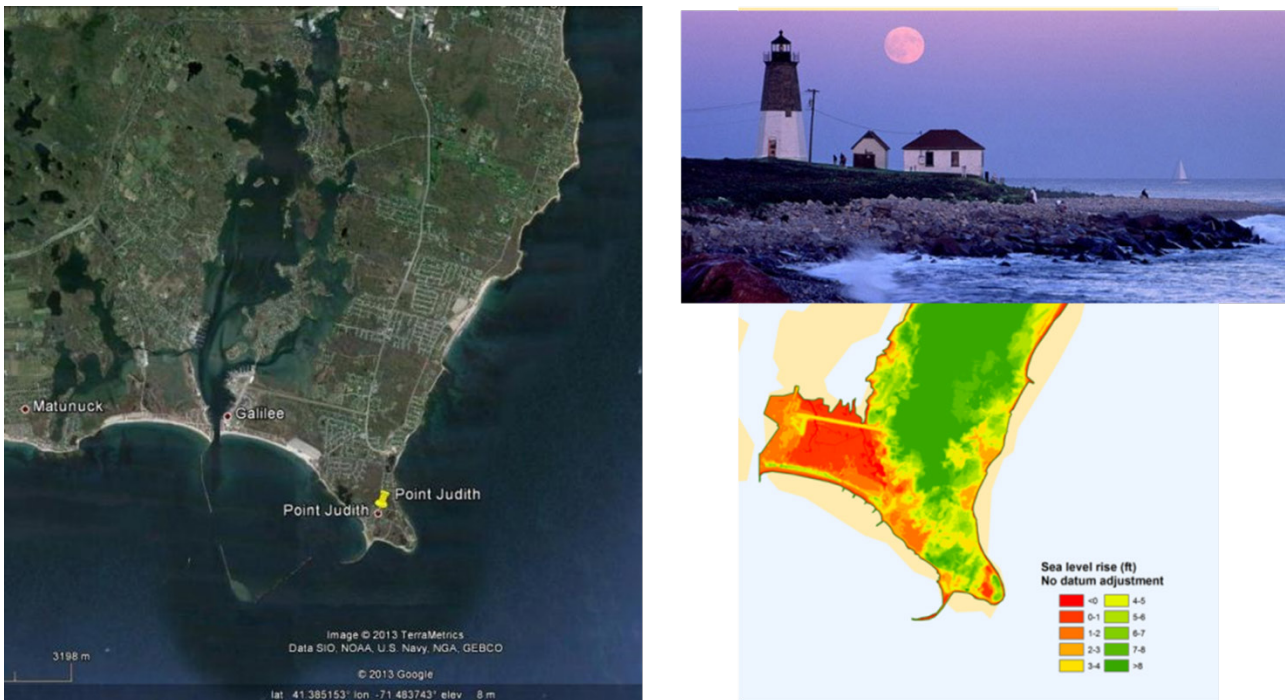 Matunuck
Galilee
Point Judith
Point Judith
Image © 2013 TerraMetrics
Data SIO, NOAA, U.S. Navy, NGA, GEBCO
3198 m
© 2013 Google
lat 41.385153° lon -71.483743° elev 8 m
Sea level rise (ft)
No datum adjustment
<0 4-5
0-1 5-6
1-2 6-7
2-3 7-8
3-4 >8